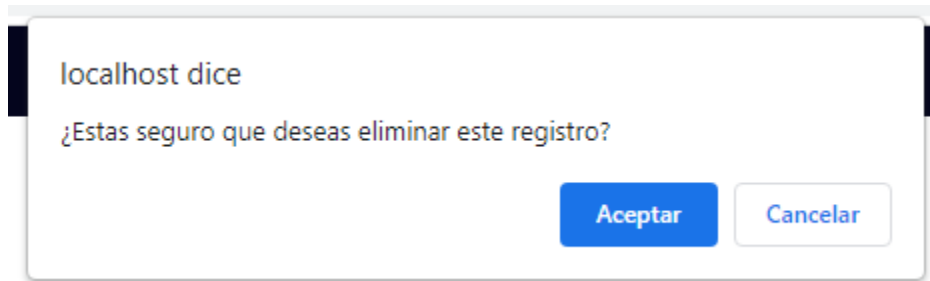 localhost dice
¿Estas seguro que deseas eliminar este registro?
Aceptar Cancelar